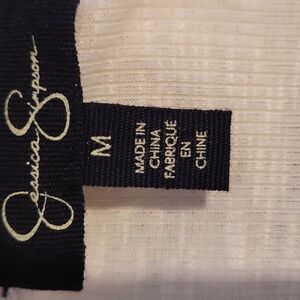 Jessica Simpson
M
MADE IN
CHINA
FABRIQUÉ
EN
CHINE